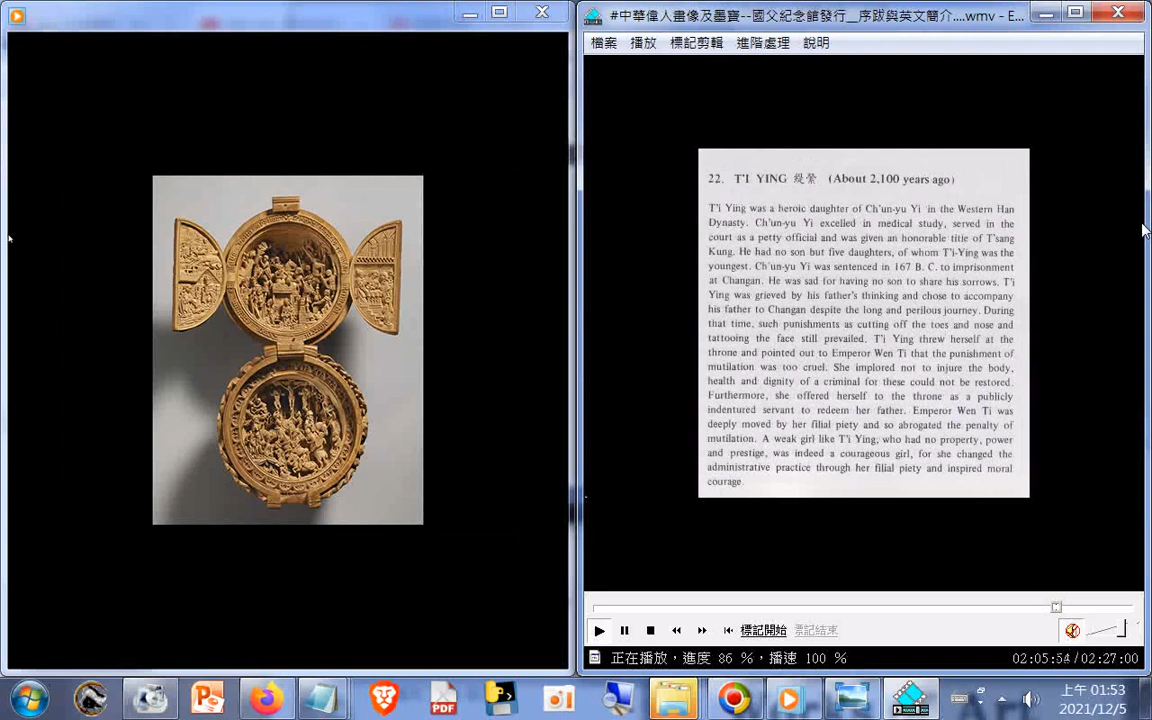 #中華偉人畫像及墨寶--國父紀念館發行__序跋與英文簡介....wmv - E...
檔案 播放 標記剪輯 進階處理 說明
22. T'I YING 緹縈 (About 2,100 years ago)
T'i Ying was a heroic daughter of Ch'un-yu Yi in the Western Han
Dynasty. Ch'un-yu Yi excelled in medical study, served in the
court as a petty official and was given an honorable title of T'sang
Kung. He had no son but five daughters, of whom T'i-Ying was the
youngest. Ch'un-yu Yi was sentenced in 167 B. C. to imprisonment
at Changan. He was sad for having no son to share his sorrows. T'i
Ying was grieved by his father's thinking and chose to accompany
his father to Changan despite the long and perilous journey. During
that time, such punishments as cutting off the toes and nose and
tattooing the face still prevailed. T'i Ying threw herself at the
throne and pointed out to Emperor Wen Ti that the punishment of
mutilation was too cruel. She implored not to injure the body,
health and dignity of a criminal for these could not be restored.
Furthermore, she offered herself to the throne as a publicly
indentured servant to redeem her father. Emperor Wen Ti was
deeply moved by her filial piety and so abrogated the penalty of
mutilation. A weak girl like T'i Ying, who had no property, power
and prestige, was indeed a courageous girl, for she changed the
administrative practice through her filial piety and inspired moral
courage.
標記開始 標記結束
正在播放，進度 86 %，播速 100 % 02:05:54/02:27:00
PDF
上午 01:53
2021/12/5